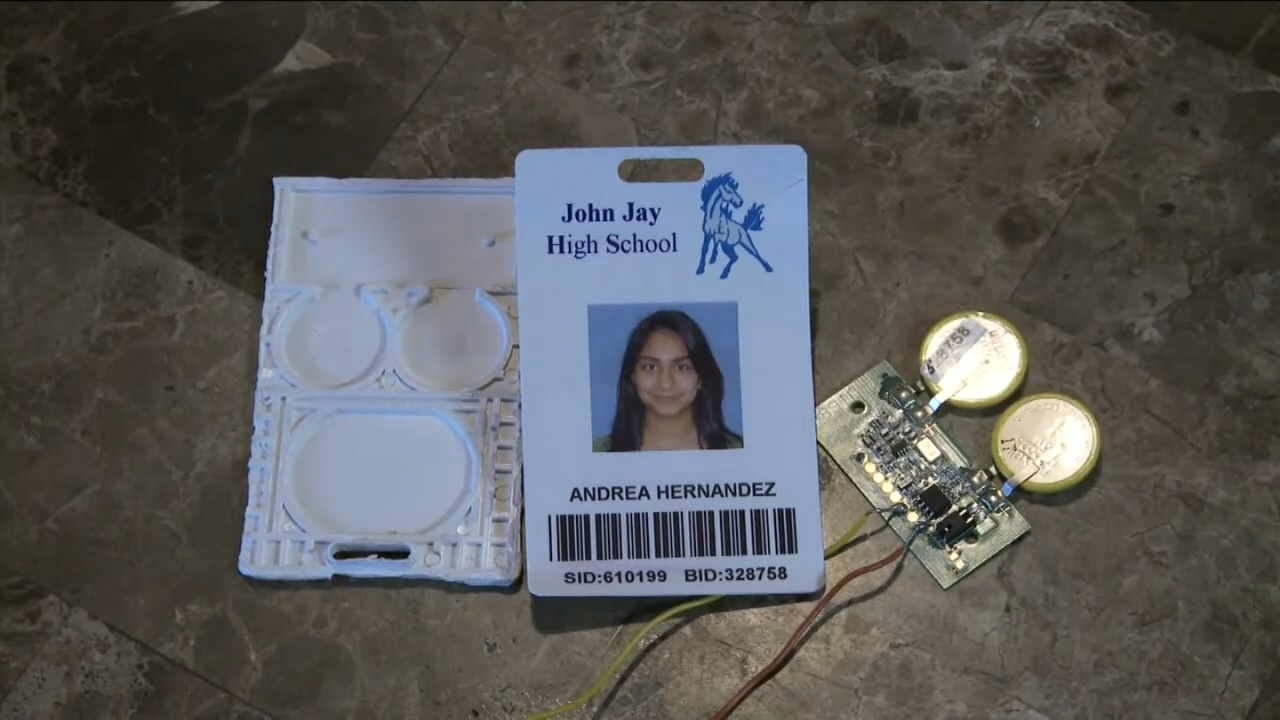 John Jay
High School
ANDREA HERNANDEZ
SID:610199 BID:328758